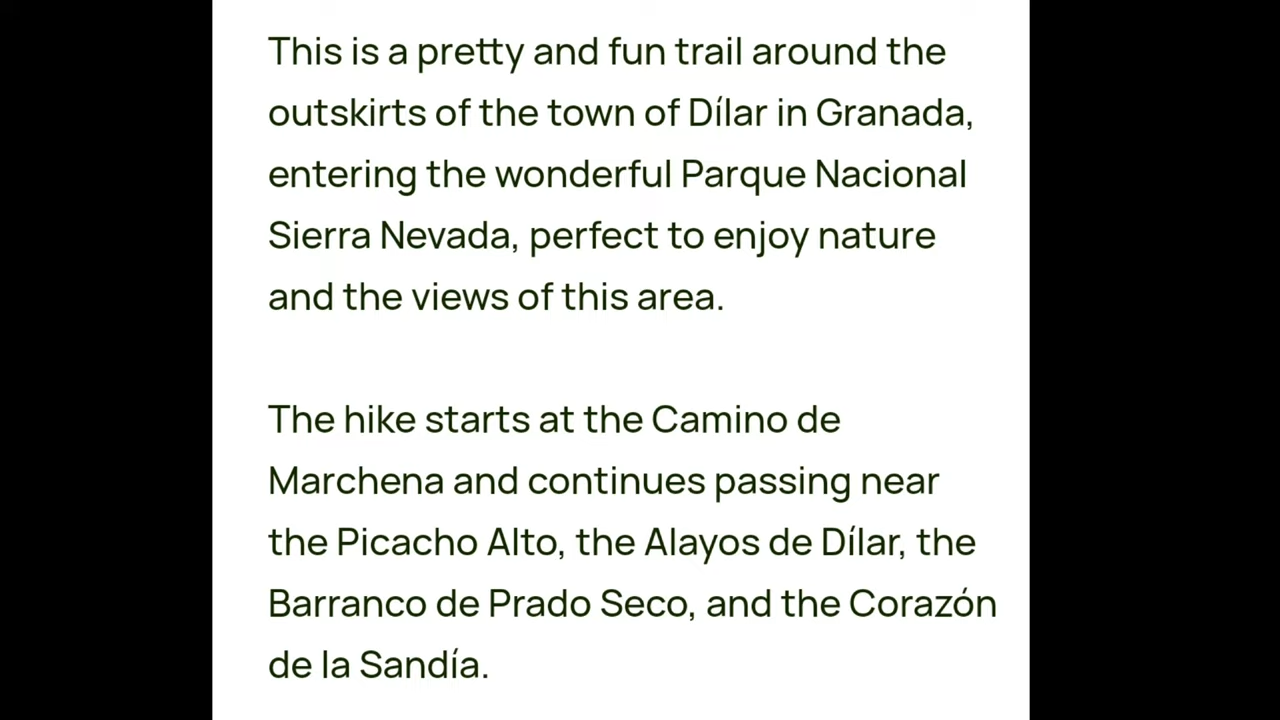 This is a pretty and fun trail around the
outskirts of the town of Dílar in Granada,
entering the wonderful Parque Nacional
Sierra Nevada, perfect to enjoy nature
and the views of this area.
The hike starts at the Camino de
Marchena and continues passing near
the Picacho Alto, the Alayos de Dílar, the
Barranco de Prado Seco, and the Corazón
de la Sandía.